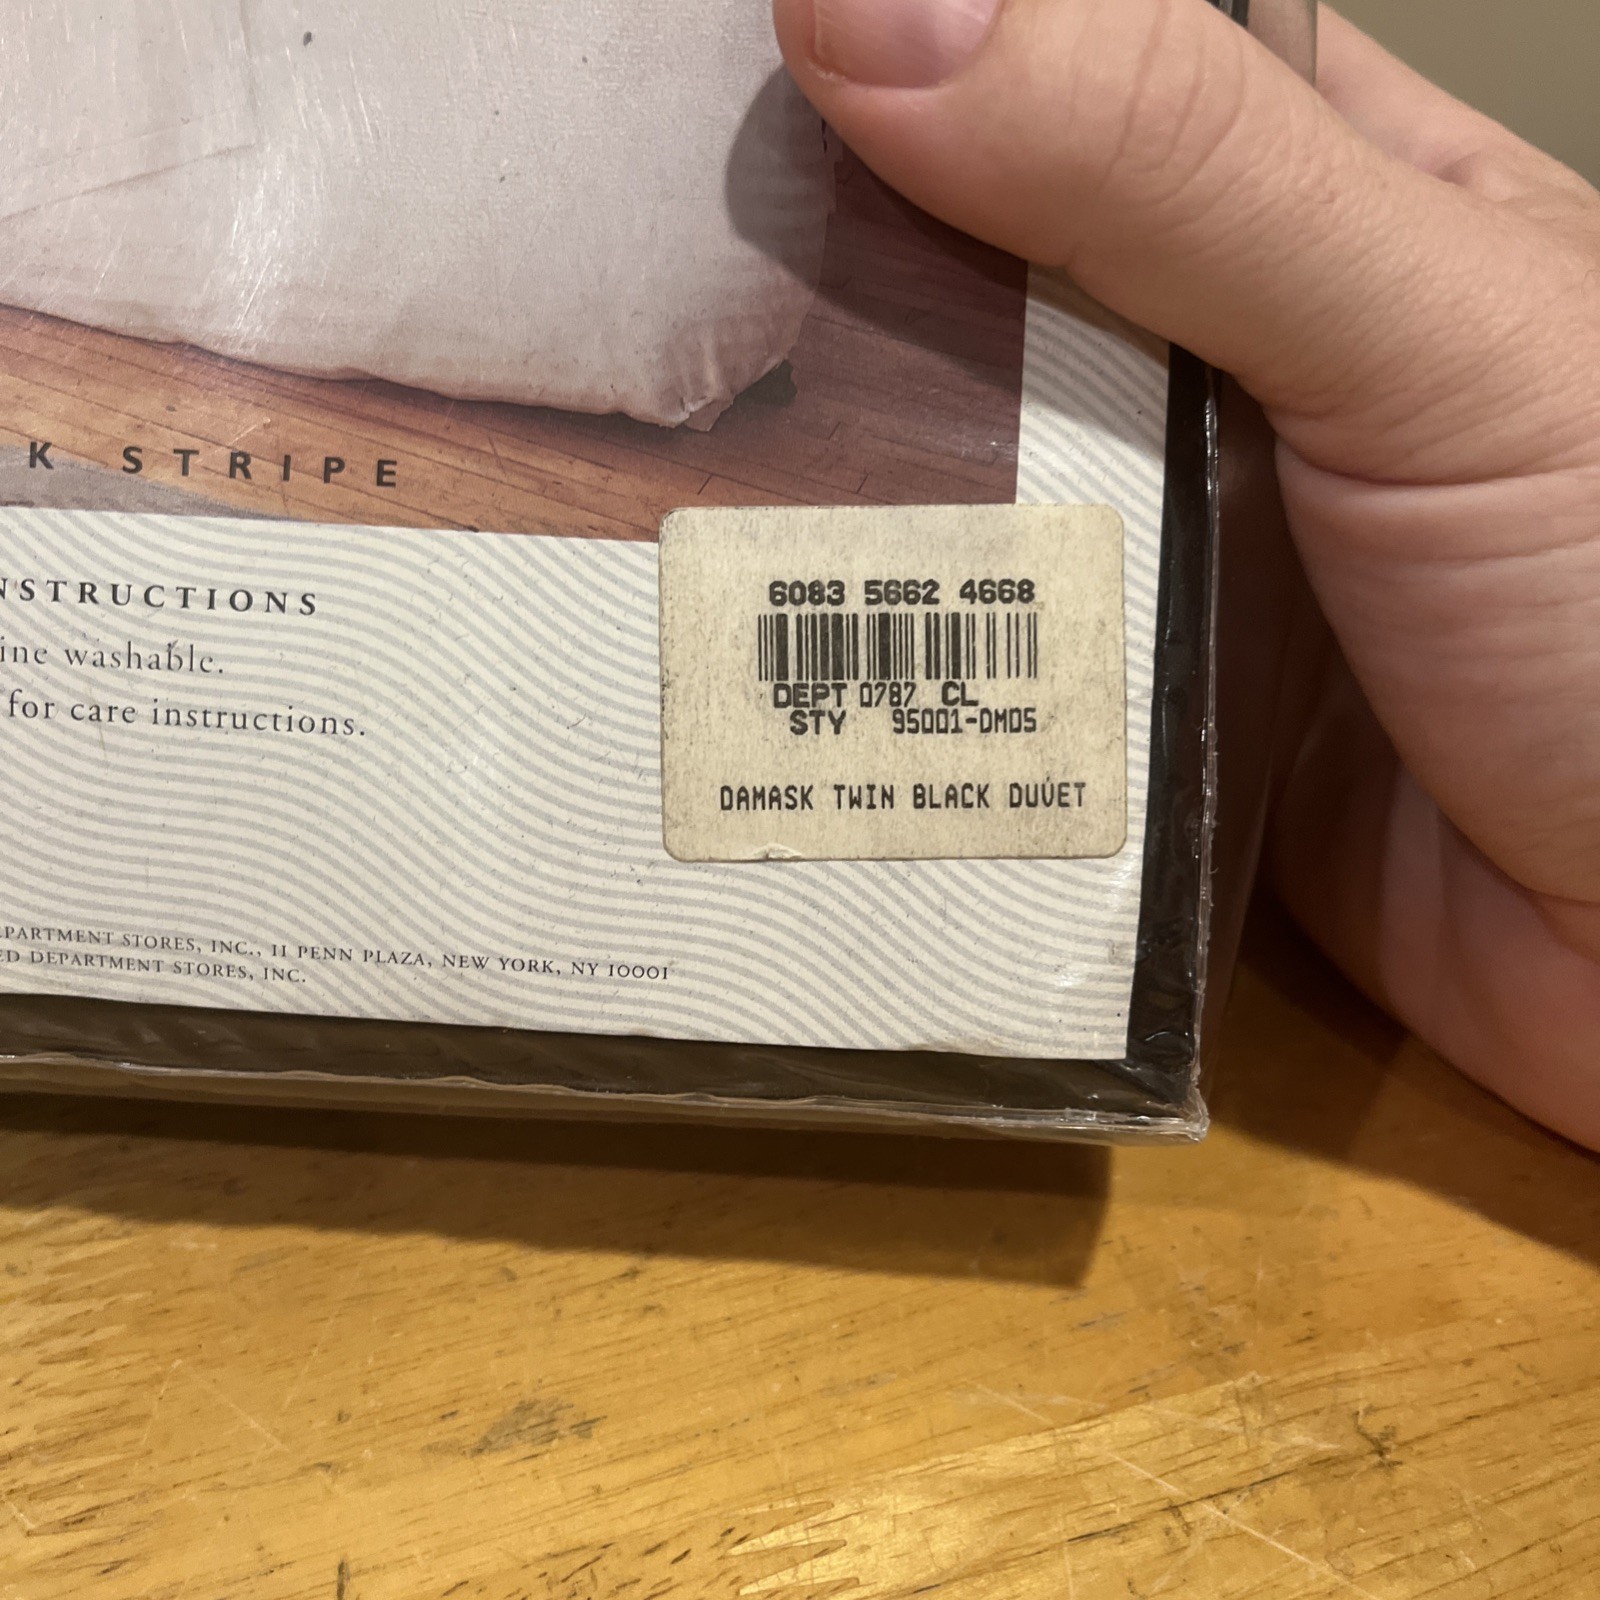 K STRIPE
NSTRUCTIONS
ine washable.
for care instructions.
6083 5662 4668
DEPT 0787 CL
STY 95001-DM05
DAMASK TWIN BLACK DUVET
EPARTMENT STORES, INC., 11 PENN PLAZA, NEW YORK, NY 10001
ED DEPARTMENT STORES, INC.